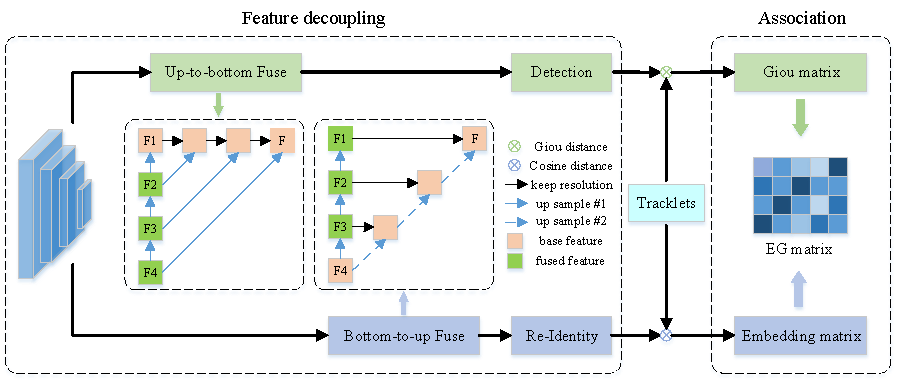 Feature decoupling
Association
Up-to-bottom Fuse
Detection
Giou matrix
F1
F
F2
F3
F4
F1
F
F2
F3
F4
Giou distance
Cosine distance
keep resolution
up sample #1
up sample #2
base feature
fused feature
Tracklets
EG matrix
Bottom-to-up Fuse
Re-Identity
Embedding matrix